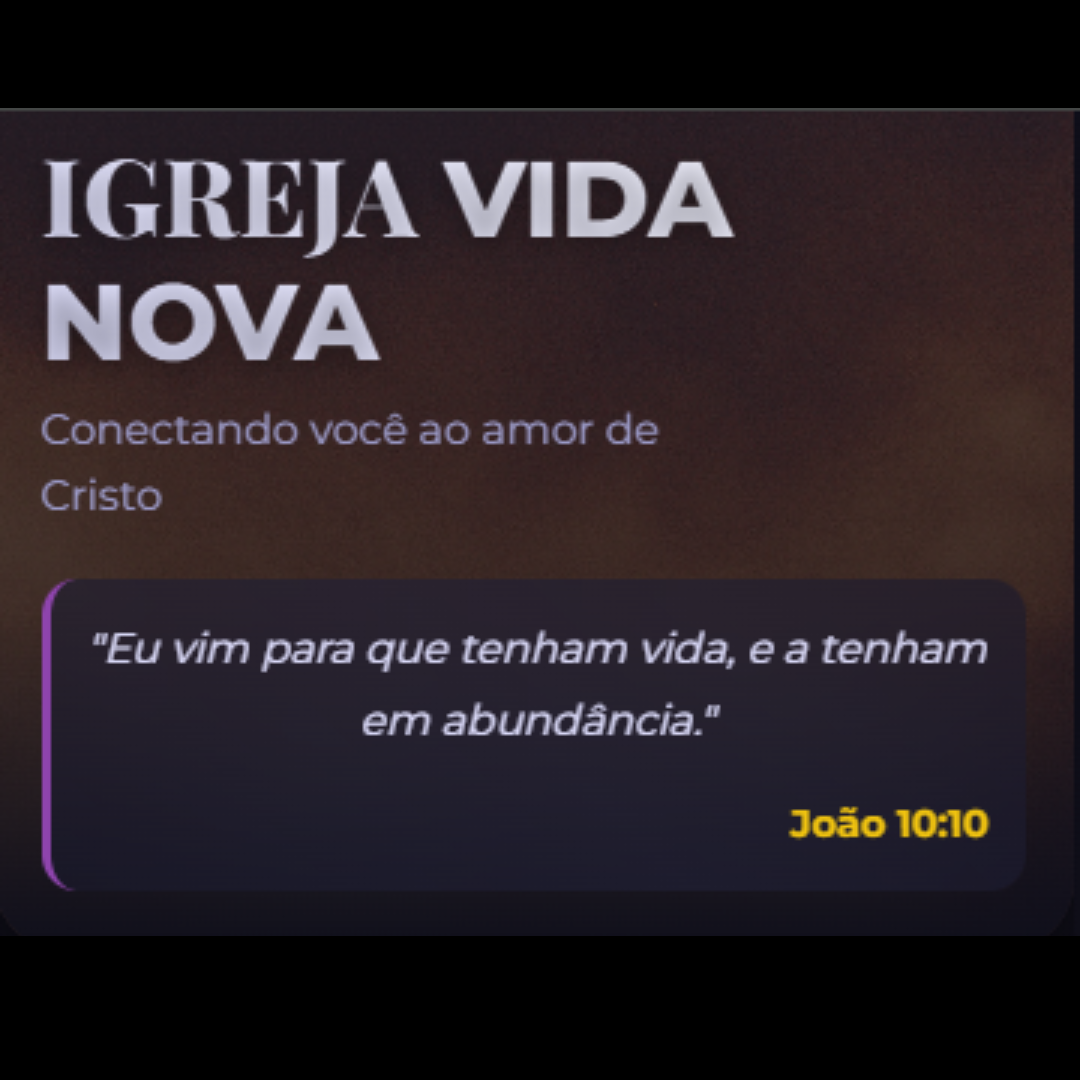 IGREJA VIDA
NOVA
Conectando você ao amor de
Cristo
"Eu vim para que tenham vida, e a tenham
em abundância."
João 10:10